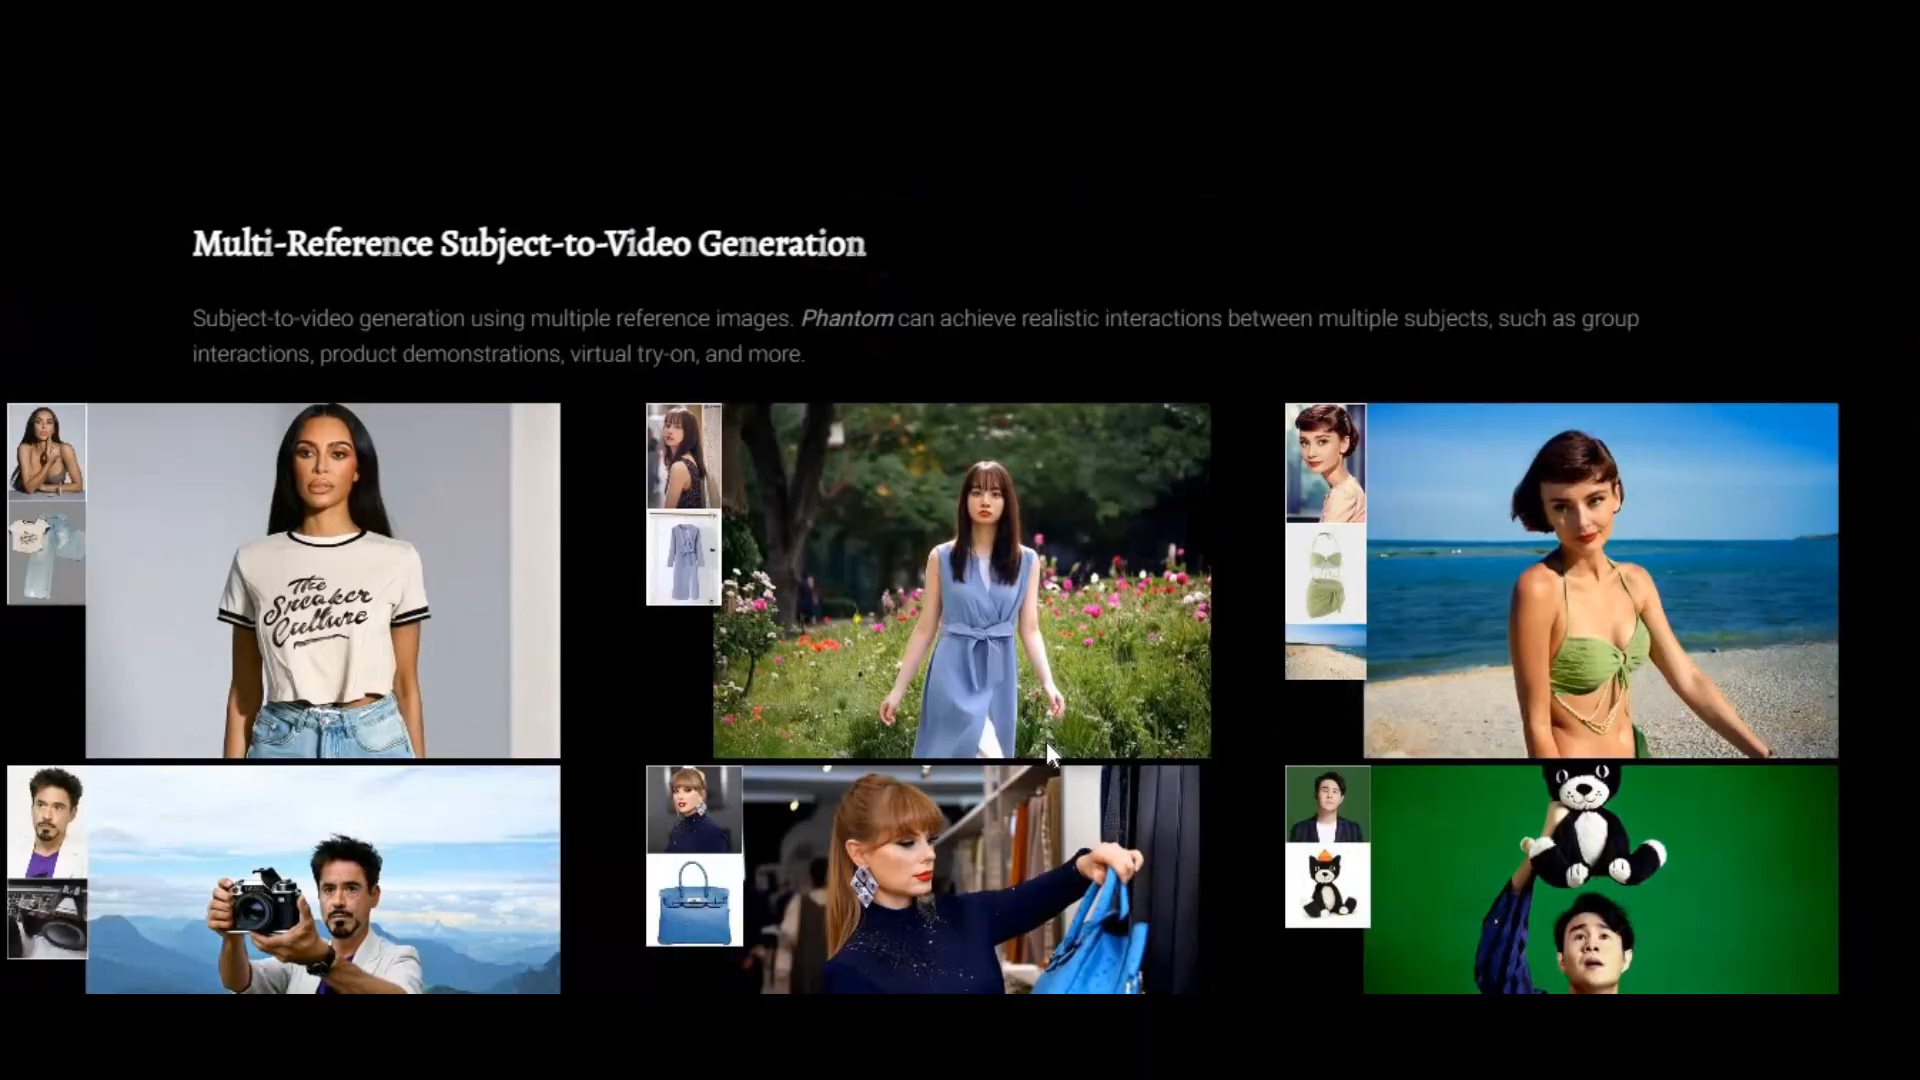 Multi-Reference Subject-to-Video Generation
Subject-to-video generation using multiple reference images. Phantom can achieve realistic interactions between multiple subjects, such as group
interactions, product demonstrations, virtual try-on, and more.
The
Sneaker
Culture